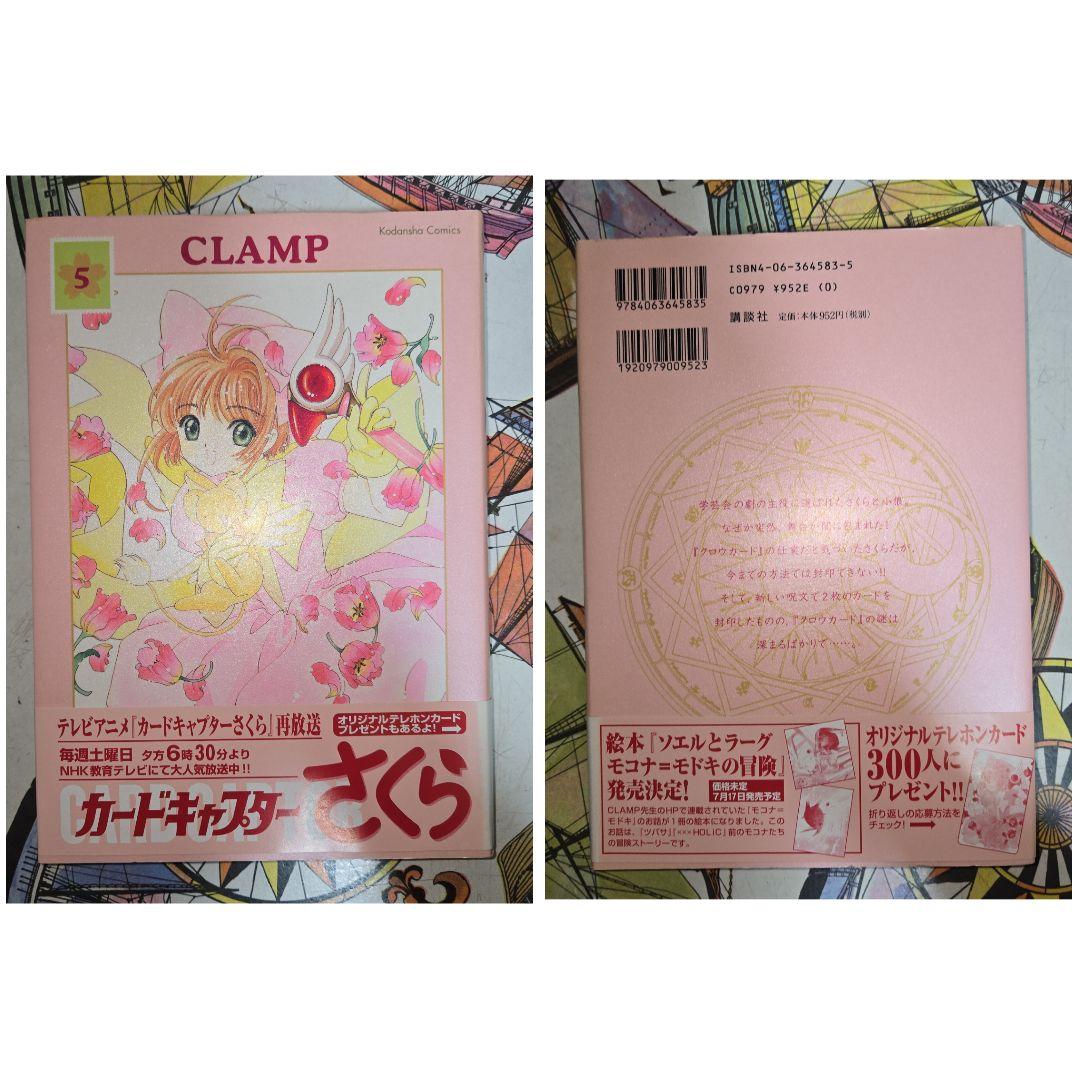 CLAMP
Kodansha Comics
5
テレビアニメ『カードキャプターさくら』再放送
毎週土曜日 夕方6時30分より
NHK教育テレビにて大人気放送中!!
オリジナルテレホンカード
プレゼントもあるよ!
カードキャプター
さくら
9784063645835
1920979009523
ISBN4-06-364583-5
C0979 ¥952E (0)
講談社 定価:本体952円(税別)
学芸会の劇の主役に選ばれたさくらと小狼。
なぜか突然、舞台が闇に包まれた!
『クロウカード』の仕業だと気づいたさくらだが、
今までの方法では封印できない!!
そして、新しい呪文で2枚のカードを
封印したものの、『クロウカード』の謎は
深まるばかりで……。
絵本『ソエルとラーグ
モコナ=モドキの冒険』
発売決定!
価格未定
7月17日発売予定
CLAMP先生のHPで連載されていた「モコナ=
モドキ」のお話が1冊の絵本になりました。この
お話は、「ツバサ」「×××HOLiC」前のモコナたち
の冒険ストーリーです。
オリジナルテレホンカード
300人に
プレゼント!!
折り返しの応募方法を
チェック!